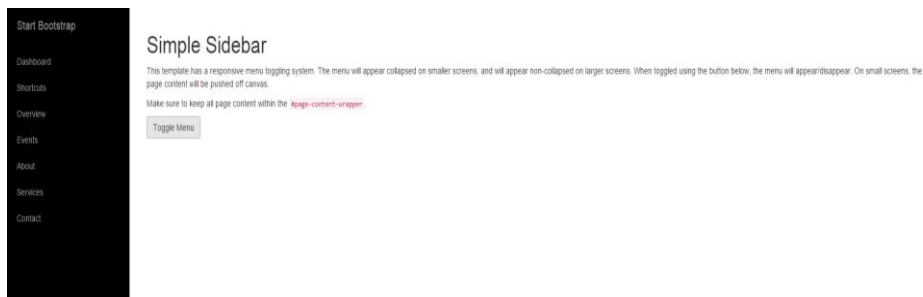 Start Bootstrap
Dashboard
Shortcuts
Overview
Events
About
Services
Contact
Simple Sidebar
This template has a responsive menu toggling system. The menu will appear collapsed on smaller screens, and will appear non-collapsed on larger screens. When toggled using the button below, the menu will appear/disappear. On small screens, the
page content will be pushed off canvas.
Make sure to keep all page content within the #page-content-wrapper.
Toggle Menu